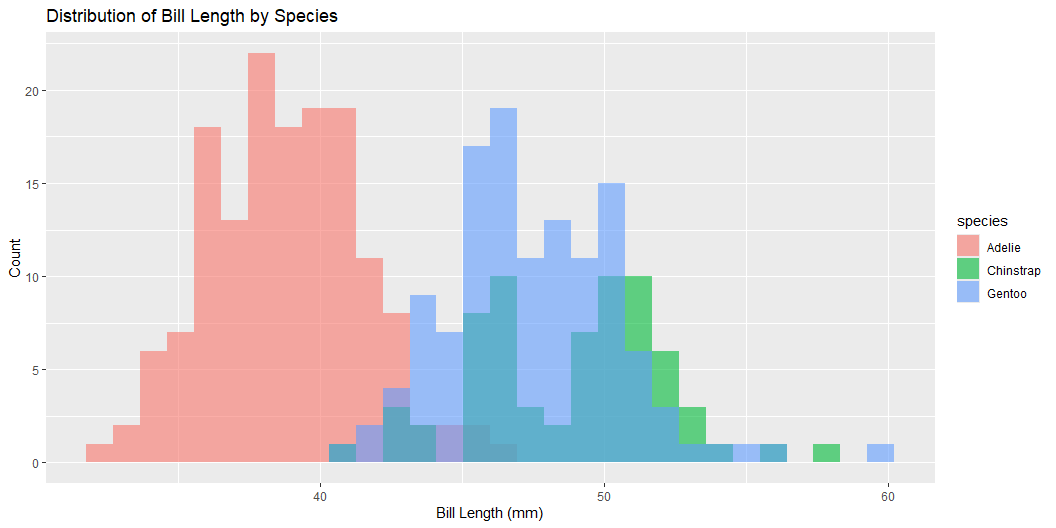 Distribution of Bill Length by Species
20
15
10
5
0
Count
40
50
60
Bill Length (mm)
species
Adelie
Chinstrap
Gentoo